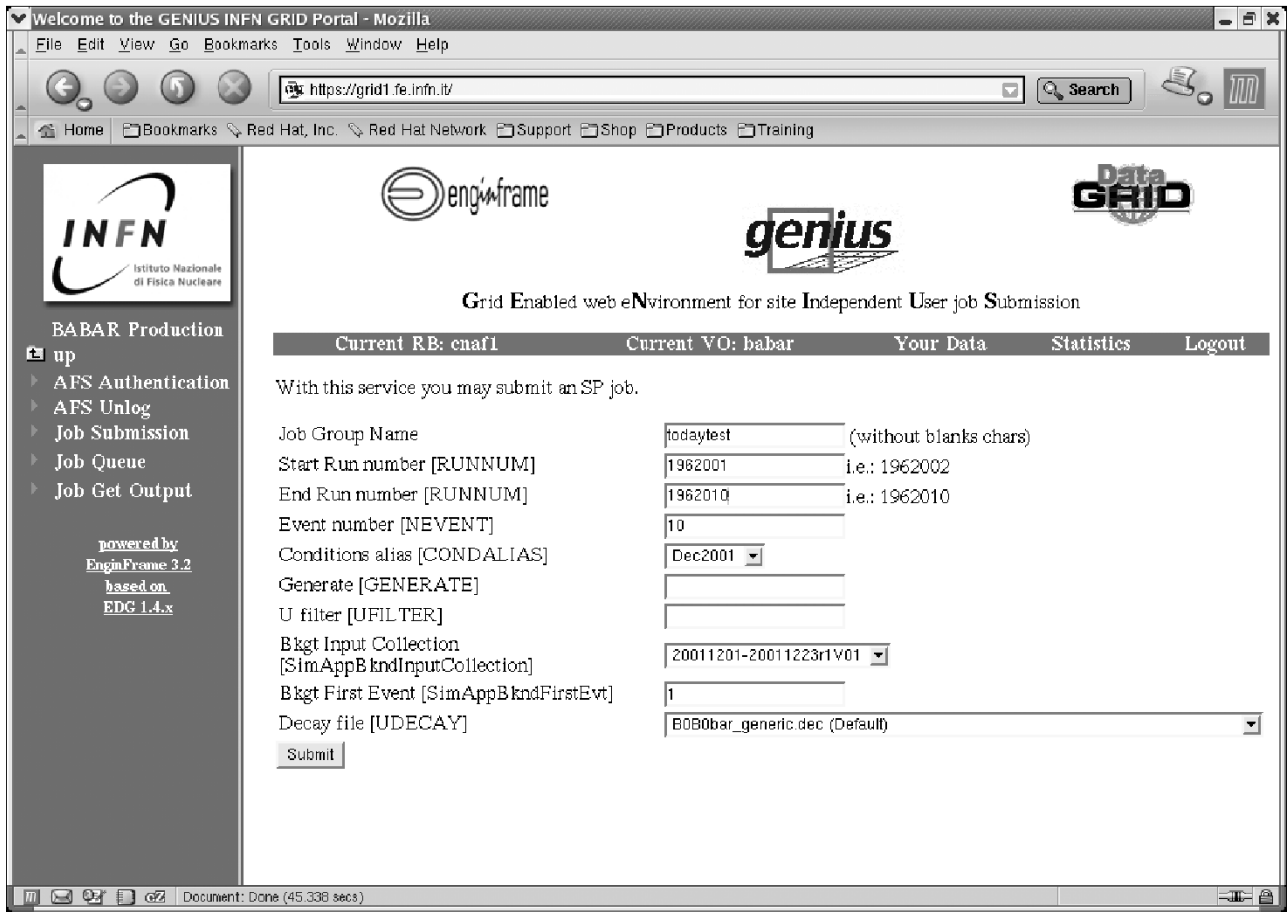 Welcome to the GENIUS INFN GRID Portal - Mozilla
File Edit View Go Bookmarks Tools Window Help
https://grid1.fe.infn.it/
Search
Home Bookmarks Red Hat, Inc. Red Hat Network Support Shop Products Training
INFN
Istituto Nazionale
di Fisica Nucleare
BABAR Production
up
AFS Authentication
AFS Unlog
Job Submission
Job Queue
Job Get Output
powered by
EnginFrame 3.2
based on
EDG 1.4.x
enginframe
genius
Data
GRID
Grid Enabled web eNvironment for site Independent User job Submission
Current RB: cnaf1 Current VO: babar Your Data Statistics Logout
With this service you may submit an SP job.
Job Group Name todaytest (without blanks chars)
Start Run number [RUNNUM] 1962001 i.e.: 1962002
End Run number [RUNNUM] 1962010 i.e.: 1962010
Event number [NEVENT] 10
Conditions alias [CONDALIAS] Dec2001
Generate [GENERATE]
U filter [UFILTER]
Bkgt Input Collection
[SimAppBkndInputCollection] 20011201-20011223r1V01
Bkgt First Event [SimAppBkndFirstEvt] 1
Decay file [UDECAY] B0B0bar_generic.dec (Default)
Submit
Document: Done (45.338 secs)